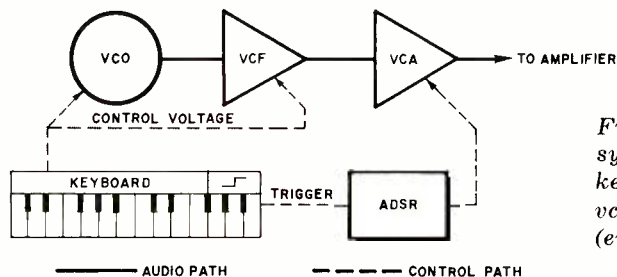 VCO
VCF
VCA
TO AMPLIFIER
CONTROL VOLTAGE
KEYBOARD
TRIGGER
ADSR
AUDIO PATH
CONTROL PATH